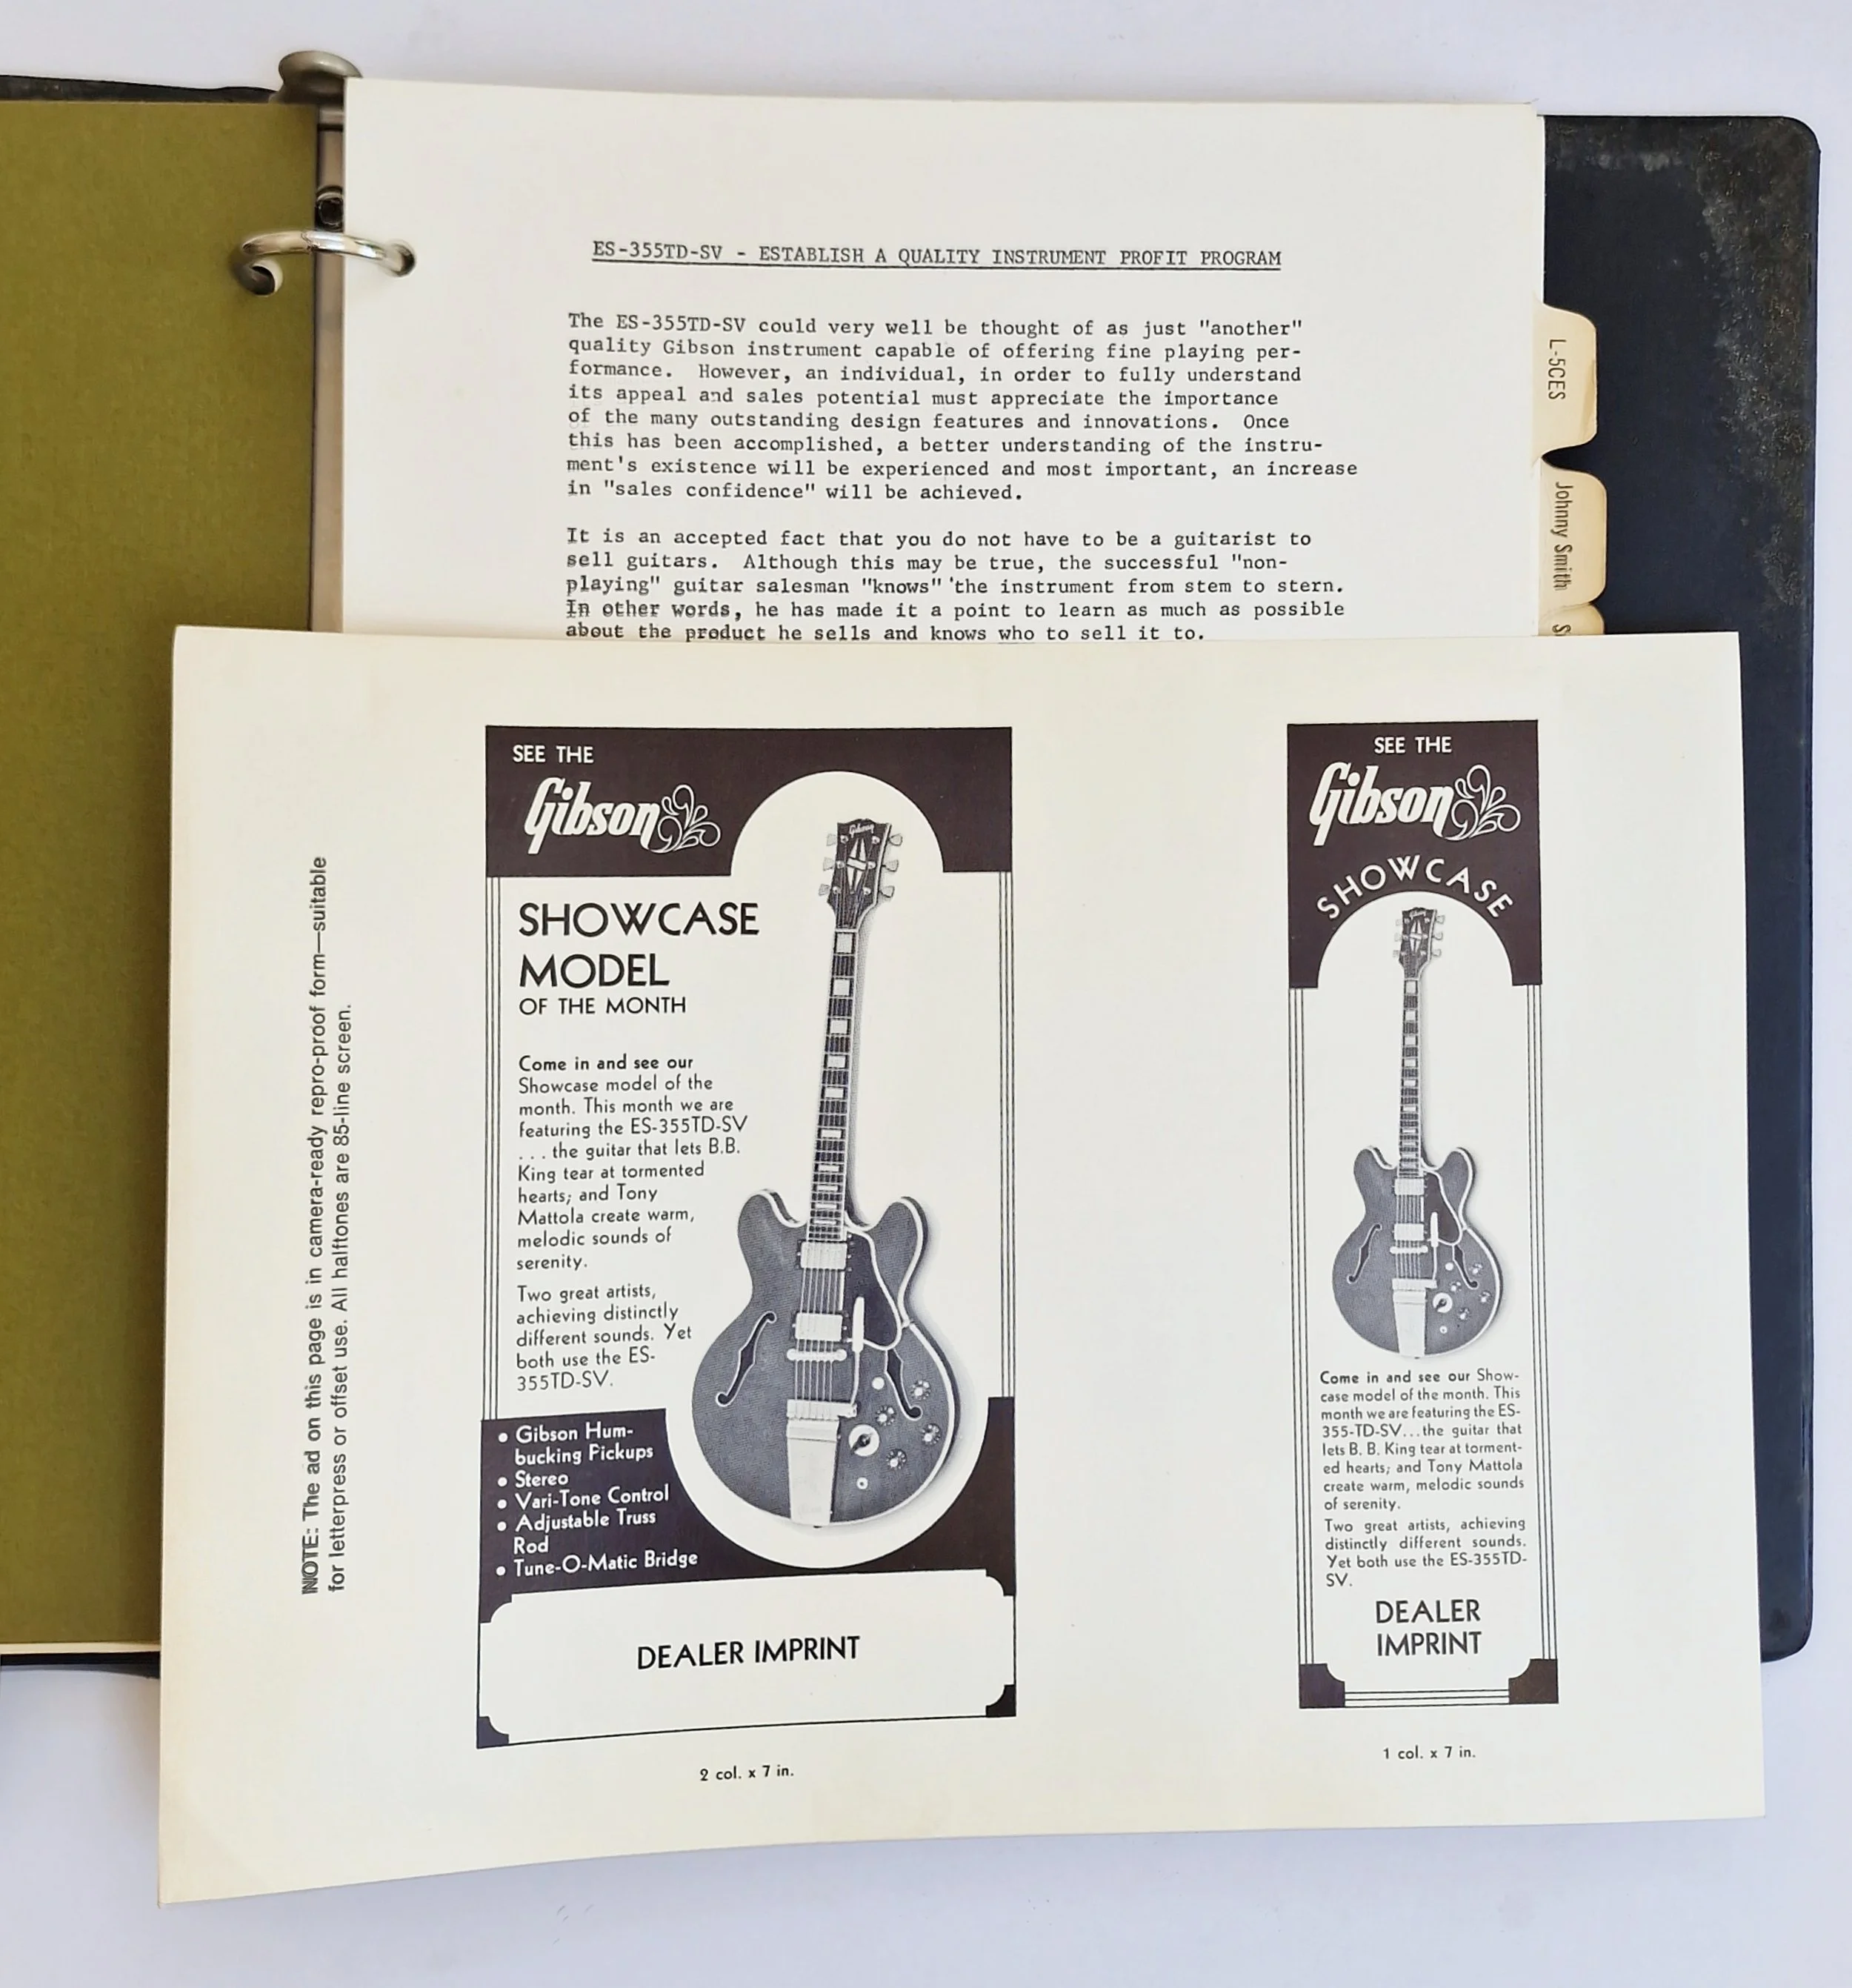 ES-355TD-SV - ESTABLISH A QUALITY INSTRUMENT PROFIT PROGRAM
The ES-355TD-SV could very well be thought of as just "another"
quality Gibson instrument capable of offering fine playing per-
formance. However, an individual, in order to fully understand
its appeal and sales potential must appreciate the importance
of the many outstanding design features and innovations. Once
this has been accomplished, a better understanding of the instru-
ment's existence will be experienced and most important, an increase
in "sales confidence" will be achieved.
It is an accepted fact that you do not have to be a guitarist to
sell guitars. Although this may be true, the successful "non-
playing" guitar salesman "knows" 'the instrument from stem to stern.
In other words, he has made it a point to learn as much as possible
about the product he sells and knows who to sell it to.
L-5CES
Johnny Smith
NOTE: The ad on this page is in camera-ready repro-proof form—suitable
for letterpress or offset use. All halftones are 85-line screen.
SEE THE
Gibson
Gibson
SHOWCASE
MODEL
OF THE MONTH
Come in and see our
Showcase model of the
month. This month we are
featuring the ES-355TD-SV
. . . the guitar that lets B.B.
King tear at tormented
hearts; and Tony
Mattola create warm,
melodic sounds of
serenity.
Two great artists,
achieving distinctly
different sounds. Yet
both use the ES-
355TD-SV.
• Gibson Hum-
bucking Pickups
• Stereo
• Vari-Tone Control
• Adjustable Truss
Rod
• Tune-O-Matic Bridge
DEALER IMPRINT
2 col. x 7 in.
SEE THE
Gibson
SHOWCASE
Gibson
Come in and see our Show-
case model of the month. This
month we are featuring the ES-
355-TD-SV...the guitar that
lets B. B. King tear at torment-
ed hearts; and Tony Mattola
create warm, melodic sounds
of serenity.
Two great artists, achieving
distinctly different sounds.
Yet both use the ES-355TD-
SV.
DEALER
IMPRINT
1 col. x 7 in.